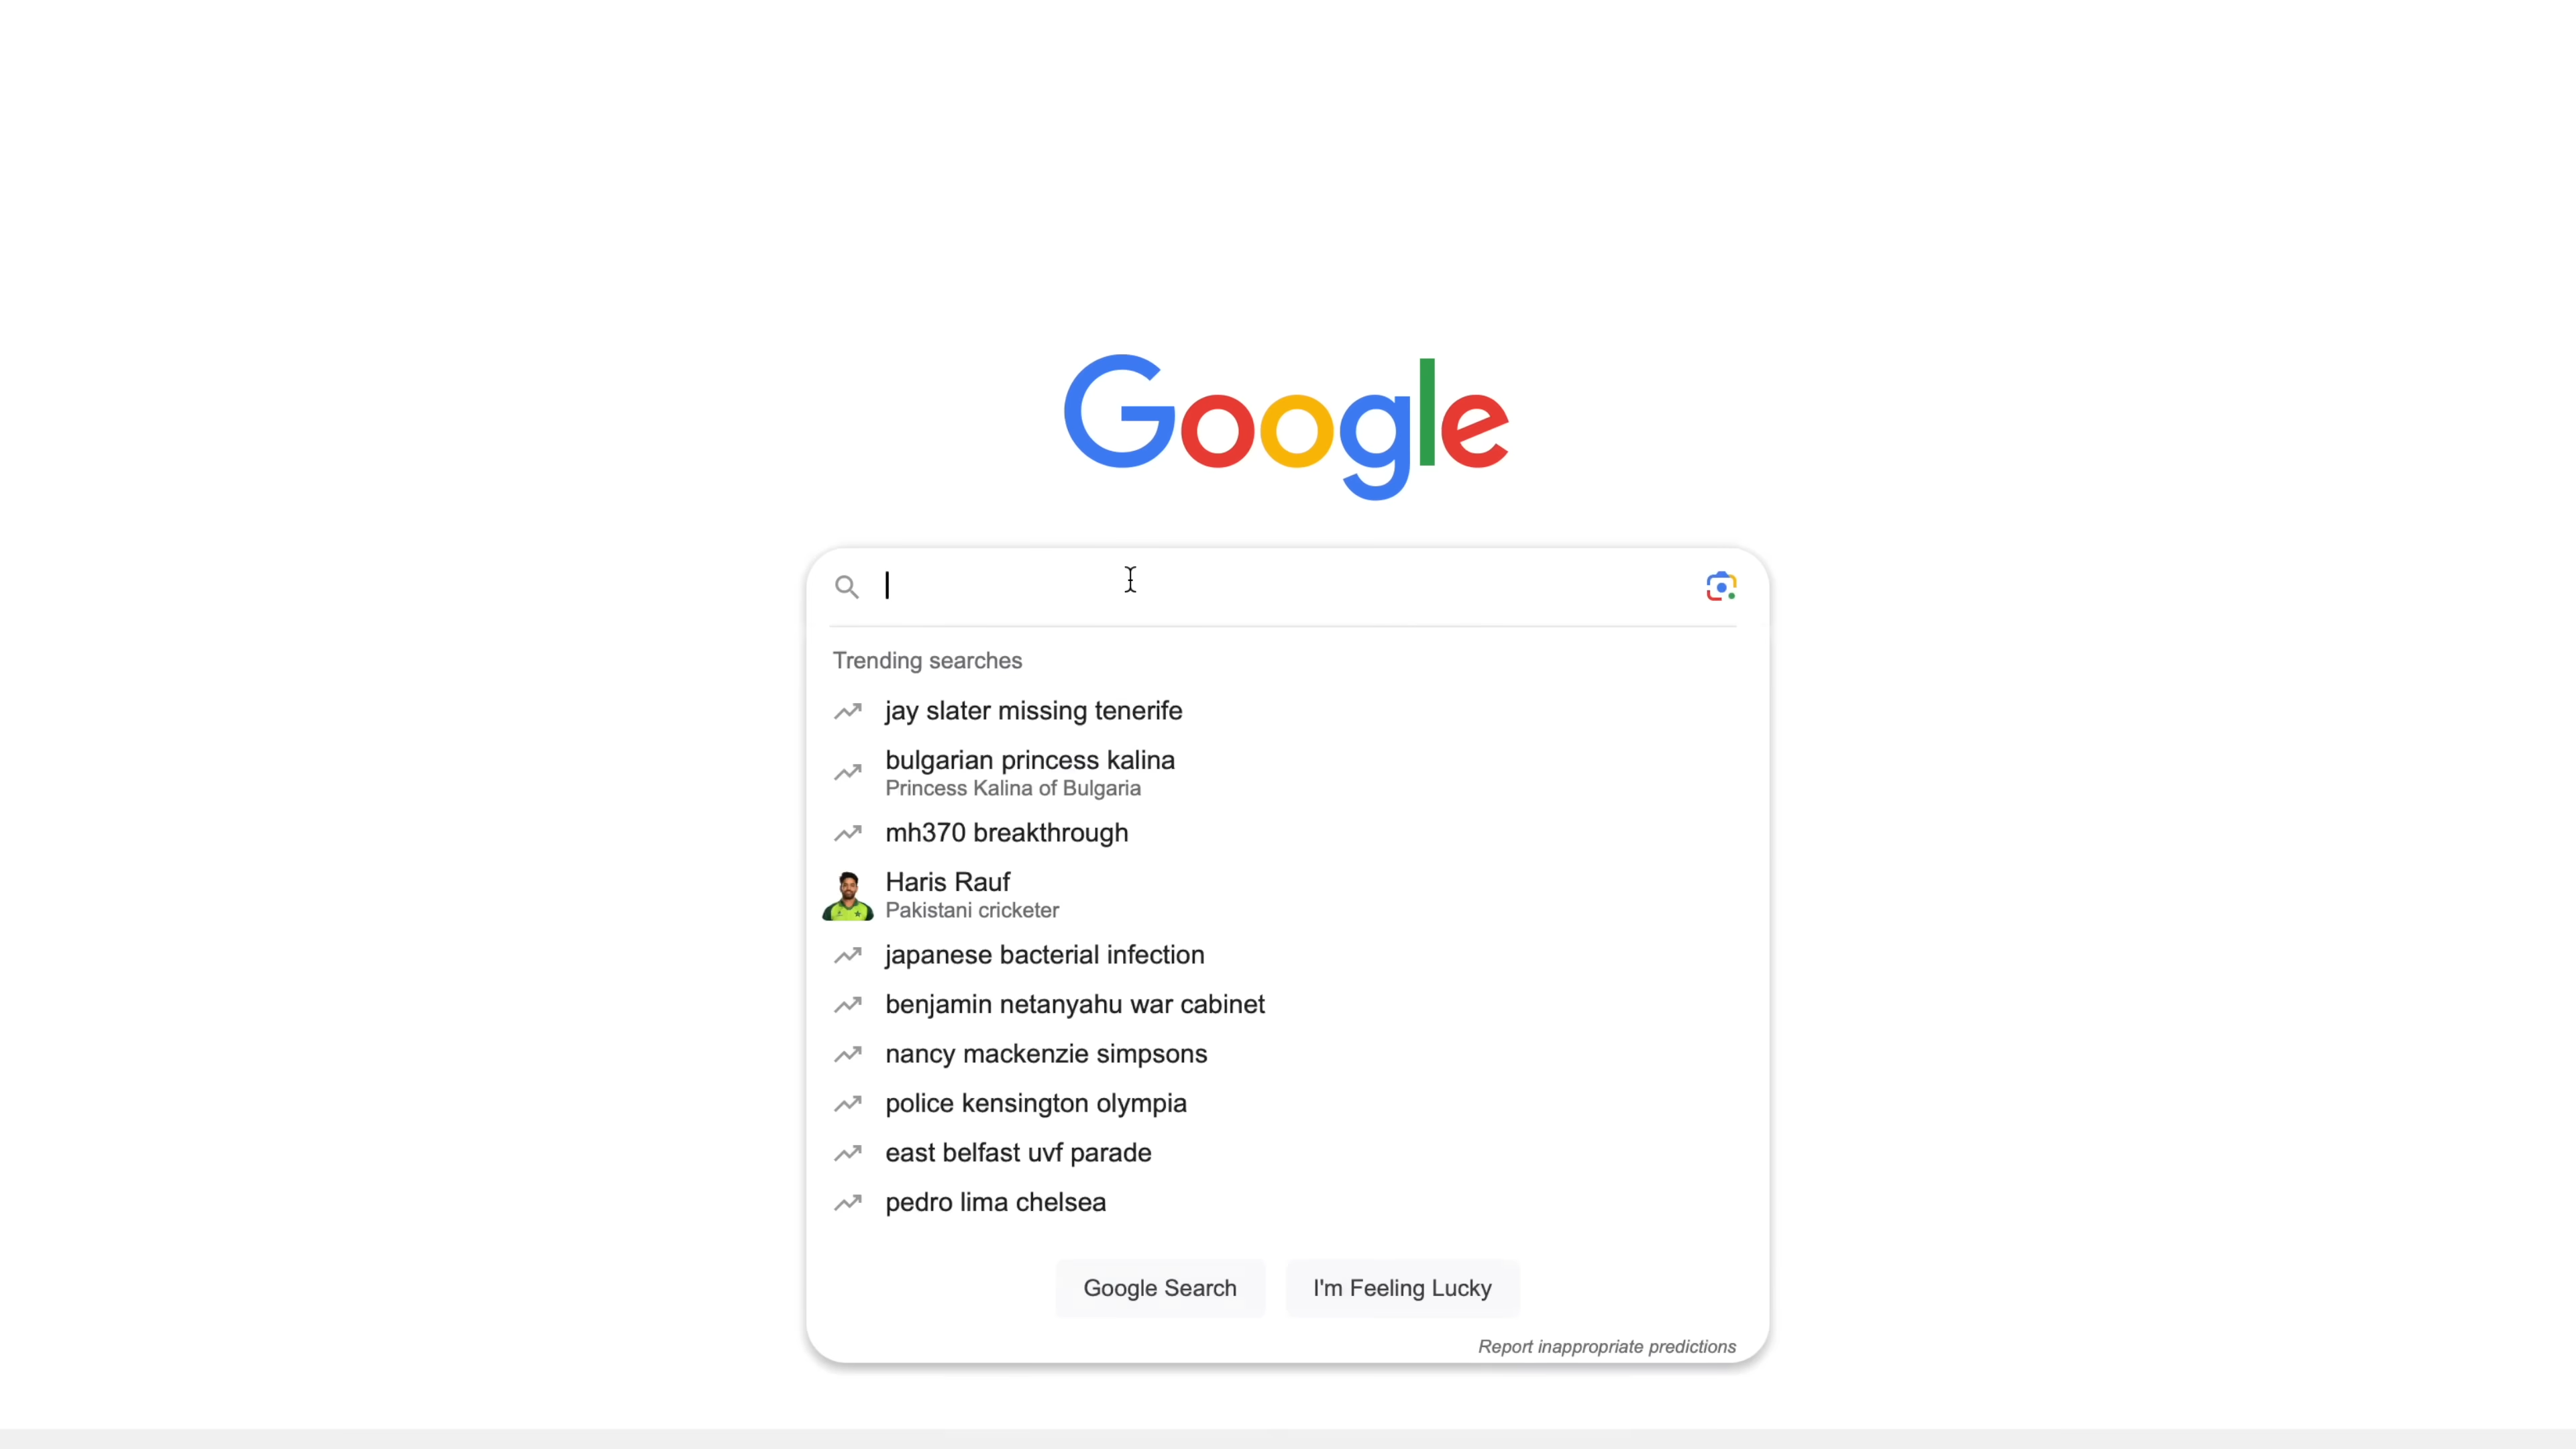 Google
Trending searches
jay slater missing tenerife
bulgarian princess kalina
Princess Kalina of Bulgaria
mh370 breakthrough
Haris Rauf
Pakistani cricketer
japanese bacterial infection
benjamin netanyahu war cabinet
nancy mackenzie simpsons
police kensington olympia
east belfast uvf parade
pedro lima chelsea
Google Search I'm Feeling Lucky
Report inappropriate predictions